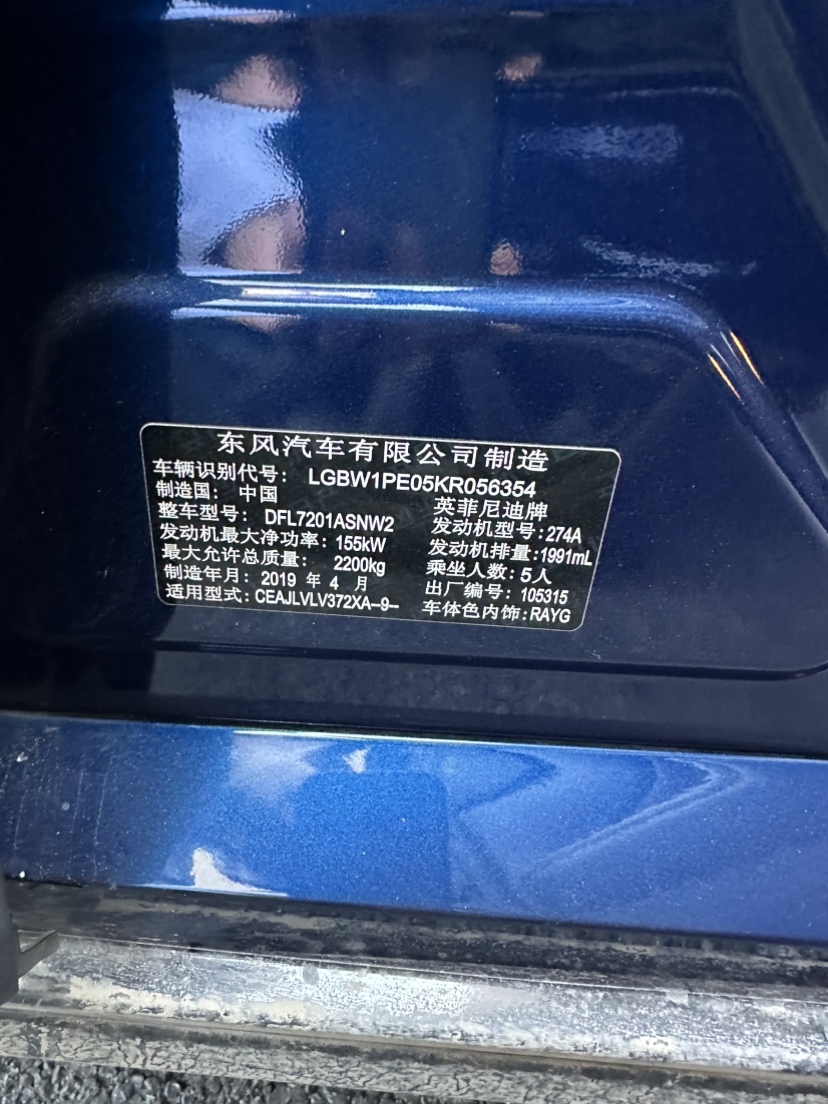 东风汽车有限公司制造
车辆识别代号: LGBW1PE05KR056354
制造国: 中国 英菲尼迪牌
整车型号: DFL7201ASNW2 发动机型号:274A
发动机最大净功率: 155kW 发动机排量:1991mL
最大允许总质量: 2200kg 乘坐人数:5人
制造年月: 2019 年 4 月 出厂编号: 105315
适用型式:CEAJLVLV372XA-9- 车体色内饰:RAYG